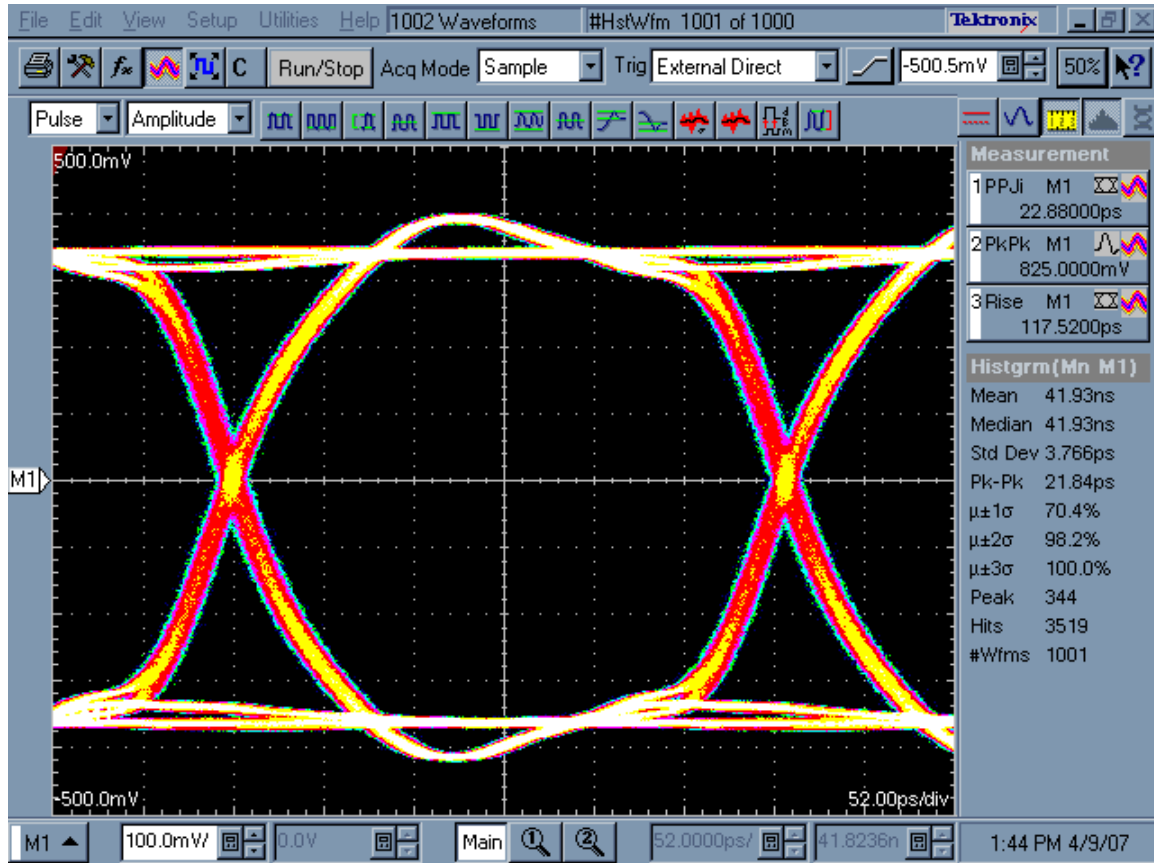 File Edit View Setup Utilities Help 1002 Waveforms #HstWfm 1001 of 1000 Tektronix
C Run/Stop Acq Mode Sample Trig External Direct -500.5mV 50% ?
Pulse Amplitude
500.0mV
Measurement
1 PPJi M1
22.88000ps
2 PkPk M1
825.0000mV
3 Rise M1
117.5200ps
Histgrm(Mn M1)
Mean 41.93ns
Median 41.93ns
Std Dev 3.766ps
M1
Pk-Pk 21.84ps
µ±1σ 70.4%
µ±2σ 98.2%
µ±3σ 100.0%
Peak 344
Hits 3519
#Wfms 1001
-500.0mV 52.00ps/div
M1 100.0mV/ 0.0V Main 1 2 52.0000ps/ 41.8236n 1:44 PM 4/9/07